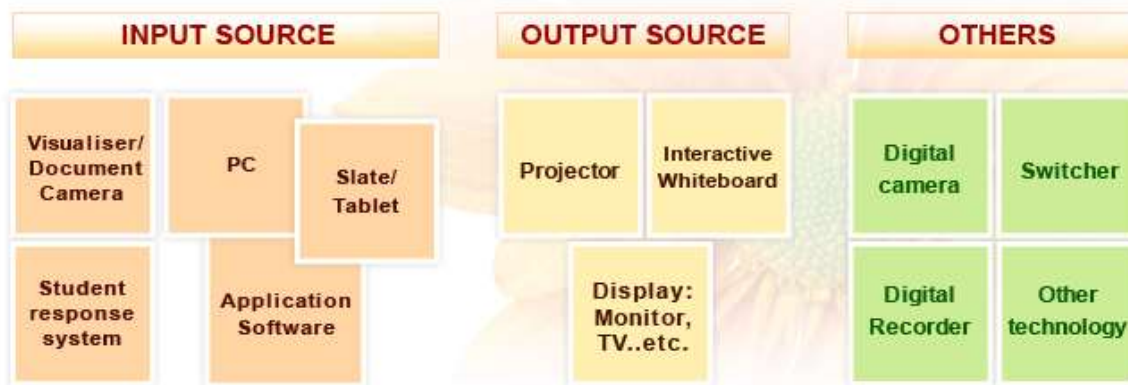 INPUT SOURCE
Visualiser/
Document
Camera
PC
Slate/
Tablet
Student
response
system
Application
Software
OUTPUT SOURCE
Projector
Interactive
Whiteboard
Display:
Monitor,
TV..etc.
OTHERS
Digital
camera
Switcher
Digital
Recorder
Other
technology